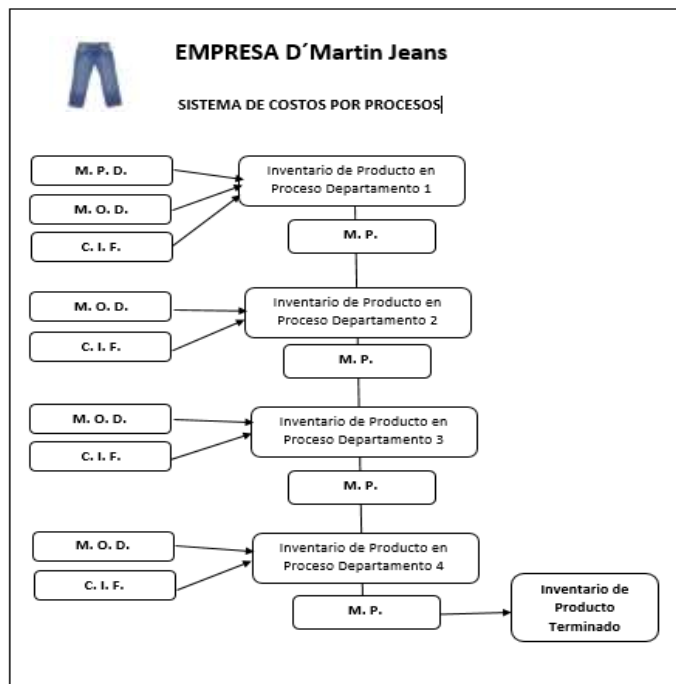 EMPRESA D´Martin Jeans
SISTEMA DE COSTOS POR PROCESOS
M. P. D.
M. O. D.
C. I. F.
Inventario de Producto en
Proceso Departamento 1
M. P.
M. O. D.
C. I. F.
Inventario de Producto en
Proceso Departamento 2
M. P.
M. O. D.
C. I. F.
Inventario de Producto en
Proceso Departamento 3
M. P.
M. O. D.
C. I. F.
Inventario de Producto en
Proceso Departamento 4
M. P.
Inventario de
Producto
Terminado